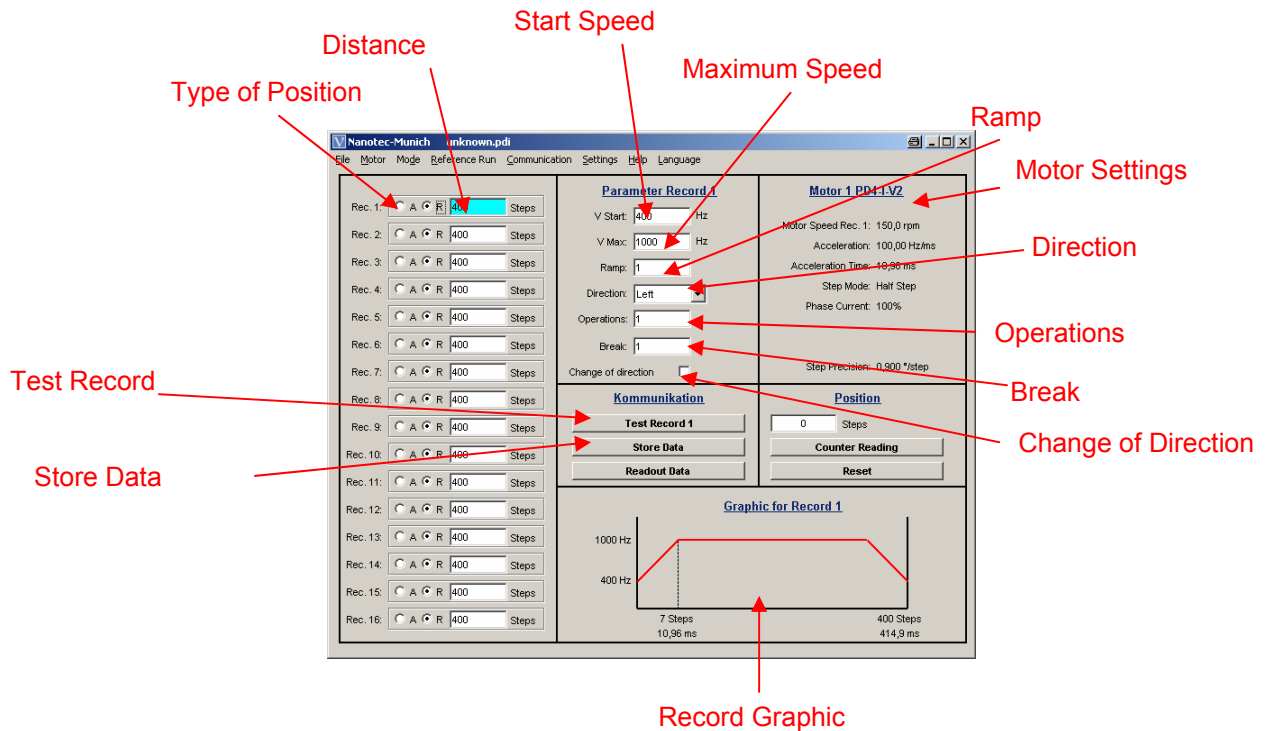 Start Speed
Distance
Maximum Speed
Type of Position
Ramp
Motor Settings
Direction
Operations
Break
Change of Direction
Test Record
Store Data
Record Graphic
Nanotec-Munich unknown.pdi
File Motor Mode Reference Run Communication Settings Help Language
Rec. 1: A R 400 Steps
Rec. 2: A R 400 Steps
Rec. 3: A R 400 Steps
Rec. 4: A R 400 Steps
Rec. 5: A R 400 Steps
Rec. 6: A R 400 Steps
Rec. 7: A R 400 Steps
Rec. 8: A R 400 Steps
Rec. 9: A R 400 Steps
Rec. 10: A R 400 Steps
Rec. 11: A R 400 Steps
Rec. 12: A R 400 Steps
Rec. 13: A R 400 Steps
Rec. 14: A R 400 Steps
Rec. 15: A R 400 Steps
Rec. 16: A R 400 Steps
Parameter Record 1
V Start: 400 Hz
V Max: 1000 Hz
Ramp: 1
Direction: Left
Operations: 1
Break: 1
Change of direction
Motor 1 PD4-I-V2
Motor Speed Rec. 1: 150,0 rpm
Acceleration: 100,00 Hz/ms
Acceleration Time: 10,96 ms
Step Mode: Half Step
Phase Current: 100%
Step Precision: 0,900 °/step
Kommunikation
Test Record 1
Store Data
Readout Data
Position
0 Steps
Counter Reading
Reset
Graphic for Record 1
1000 Hz
400 Hz
7 Steps
10,96 ms
400 Steps
414,9 ms